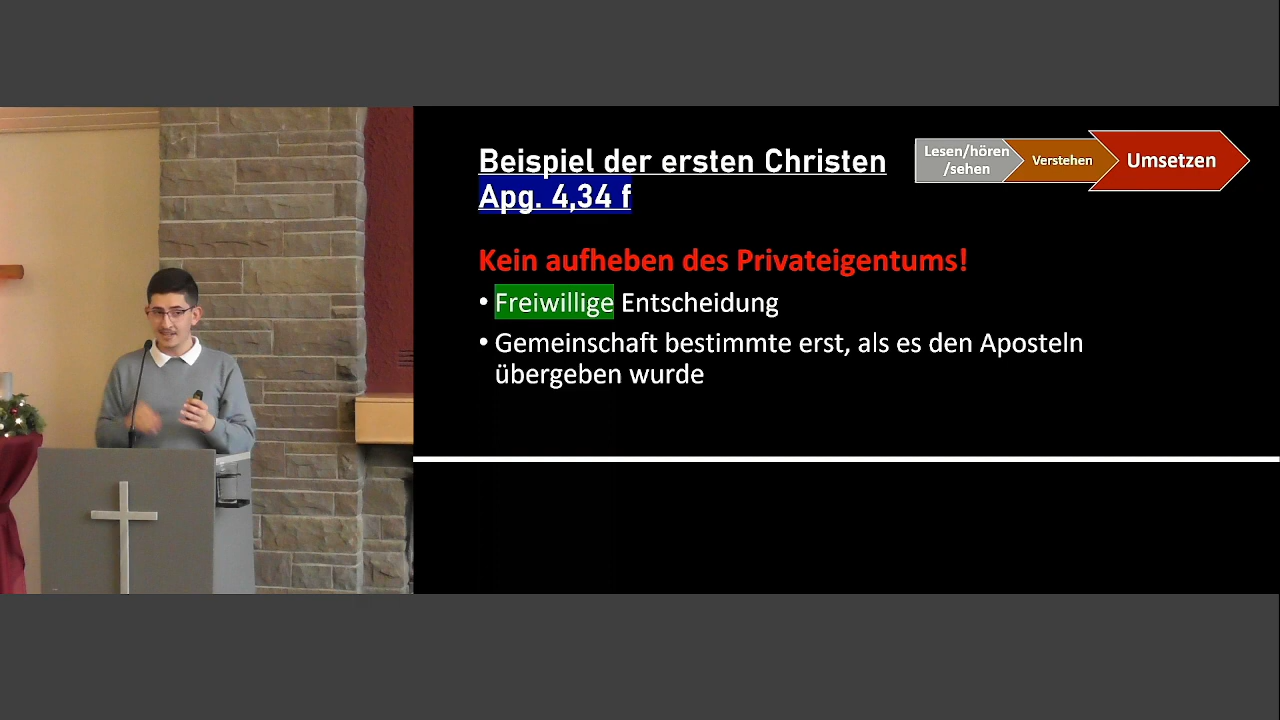 Beispiel der ersten Christen
Apg. 4,34 f
Lesen/hören
/sehen
Verstehen
Umsetzen
Kein aufheben des Privateigentums!
• Freiwillige Entscheidung
• Gemeinschaft bestimmte erst, als es den Aposteln
übergeben wurde